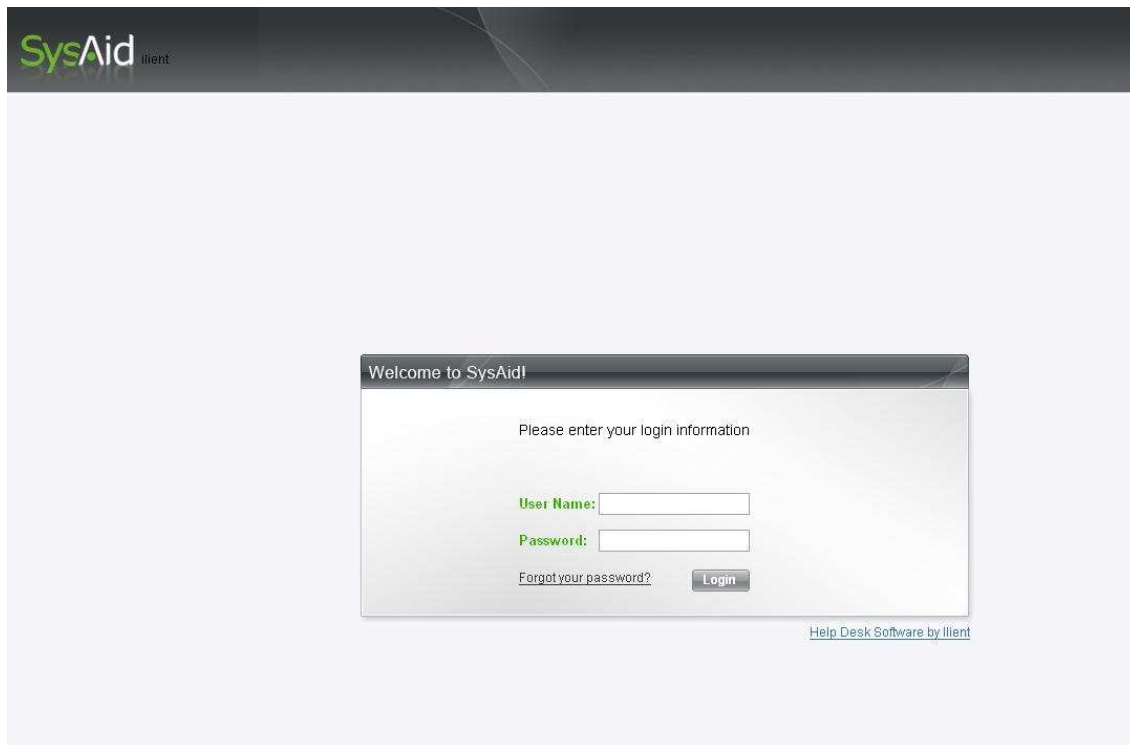 SysAid ilient
Welcome to SysAid!
Please enter your login information
User Name:
Password:
Forgot your password? Login
Help Desk Software by Ilient